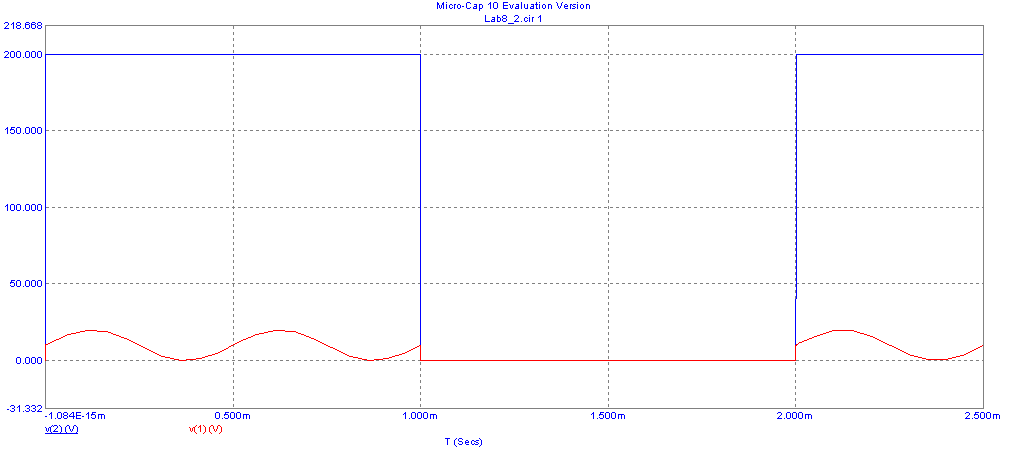 Micro-Cap 10 Evaluation Version
Lab8_2.cir 1
218.668
200.000
150.000
100.000
50.000
0.000
-31.332
-1.084E-15m 0.500m 1.000m 1.500m 2.000m 2.500m
v(2) (V) v(1) (V)
T (Secs)